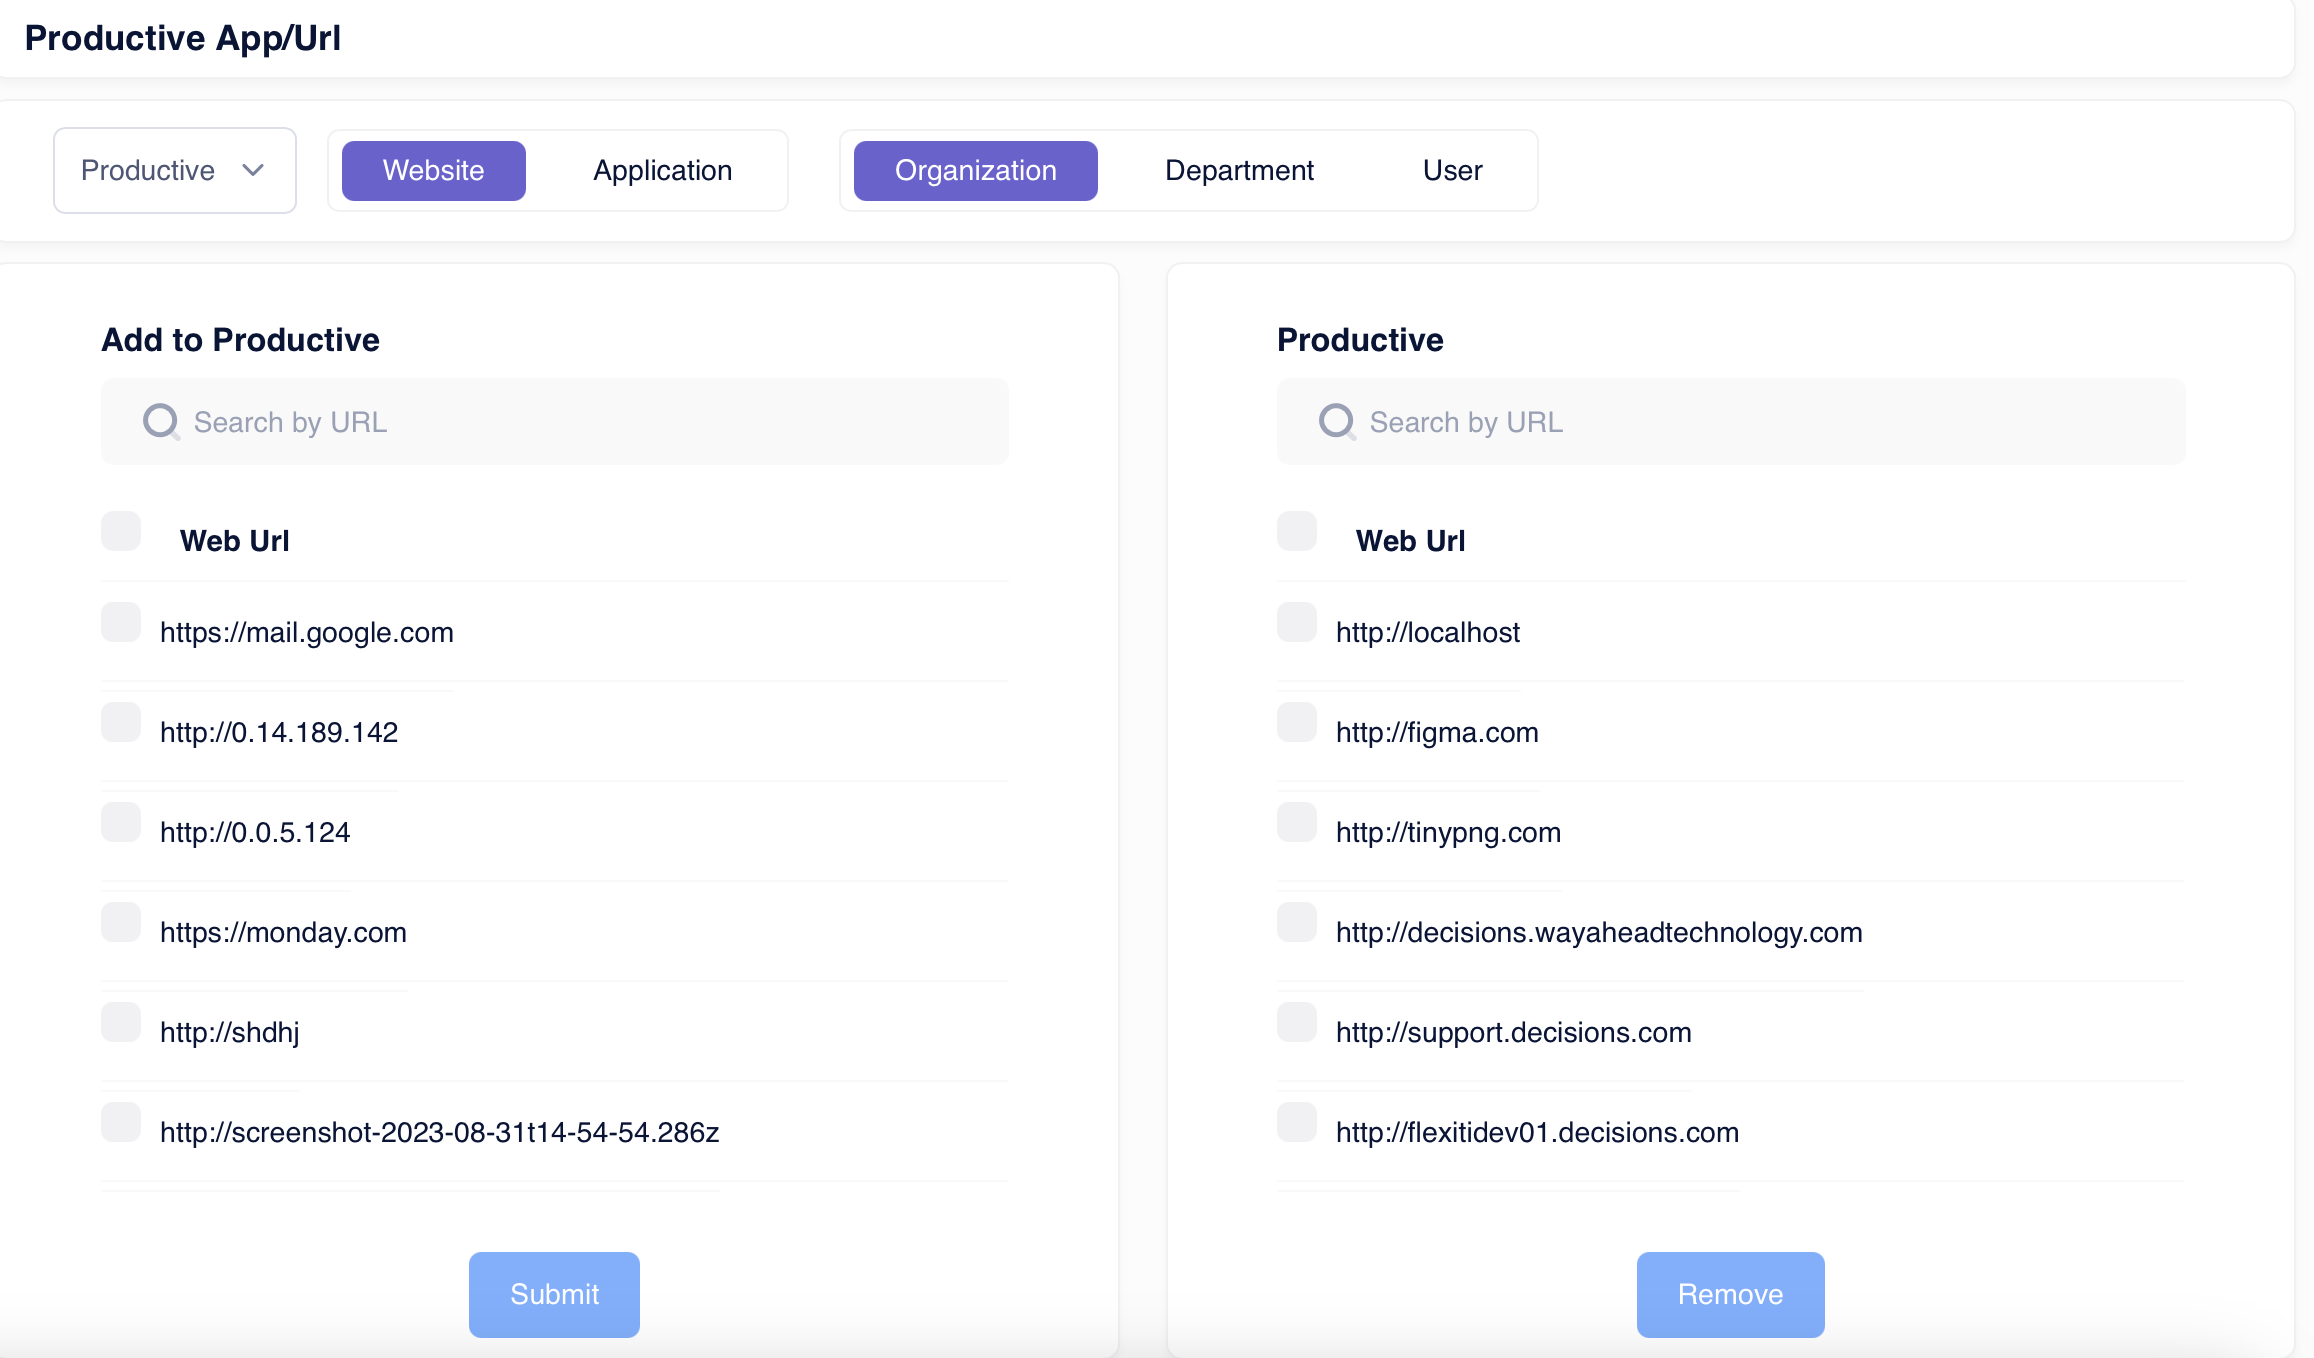 Productive App/Url
Productive
Website
Application
Organization
Department
User
Add to Productive
Search by URL
Web Url
https://mail.google.com
http://0.14.189.142
http://0.0.5.124
https://monday.com
http://shdhj
http://screenshot-2023-08-31t14-54-54.286z
Submit
Productive
Search by URL
Web Url
http://localhost
http://figma.com
http://tinypng.com
http://decisions.wayaheadtechnology.com
http://support.decisions.com
http://flexitidev01.decisions.com
Remove